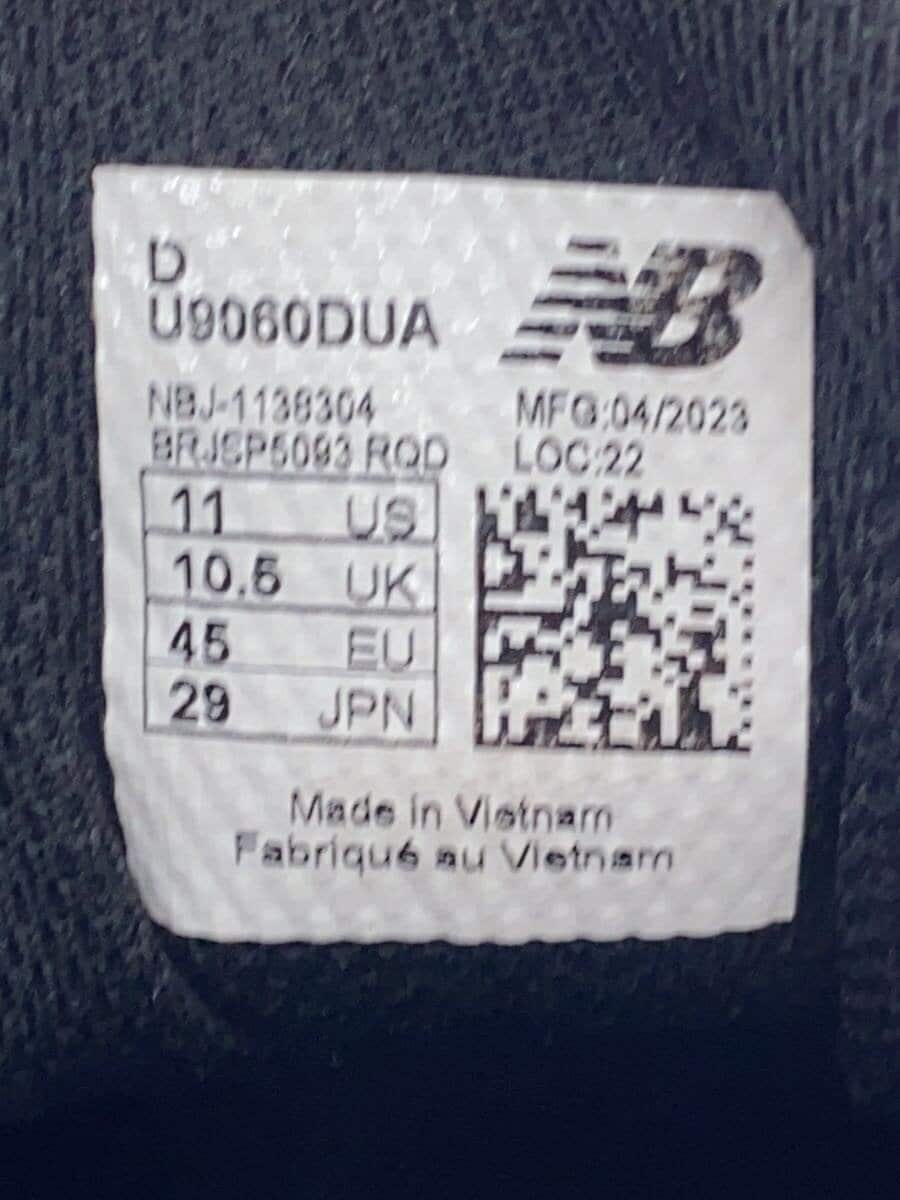 D
U9060DUA
NB
NBJ-1138304
BRJSP5093 RQD
MFG:04/2023
LOC:22
11 US
10.5 UK
45 EU
29 JPN
Made in Vietnam
Fabriqué au Vietnam